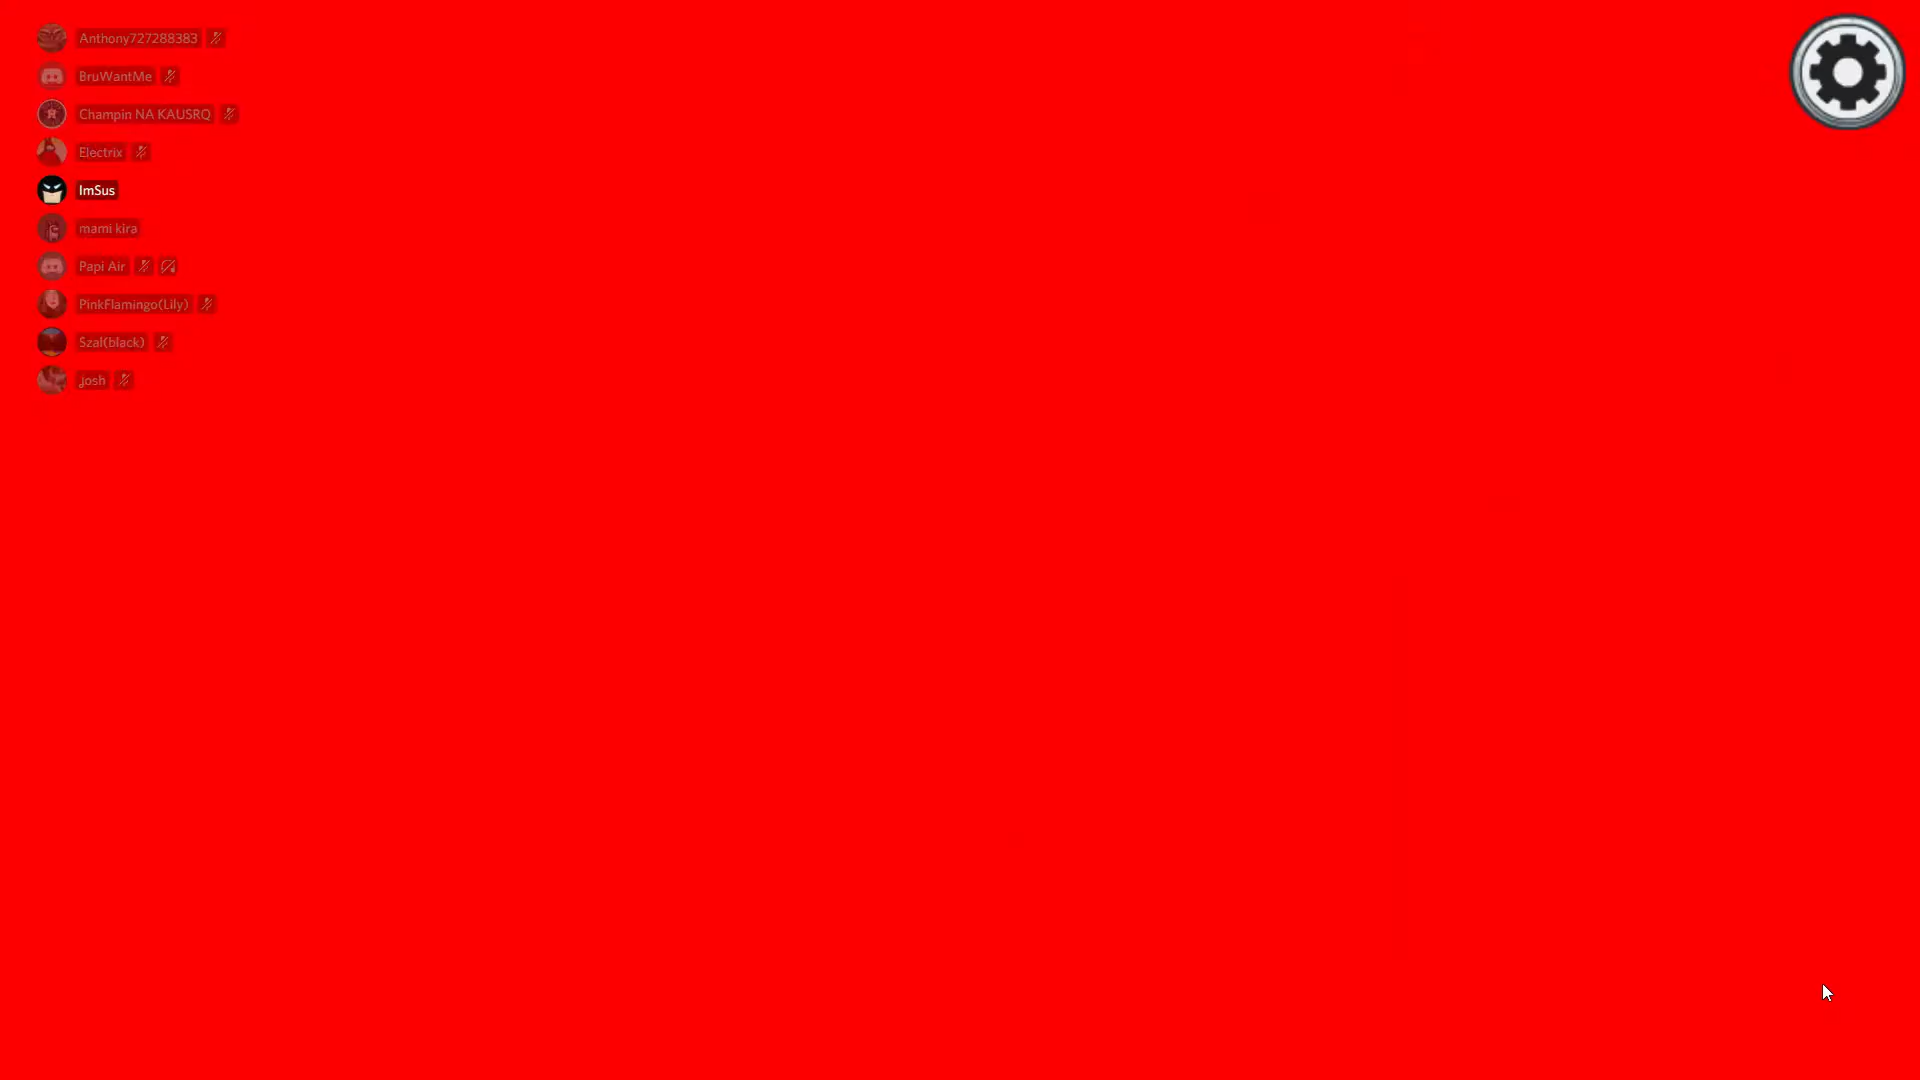 Anthony727288383
BruWantMe
Champin NA KAUSRQ
Electrix
ImSus
mami kira
Papi Air
PinkFlamingo(Lily)
Szal(black)
josh